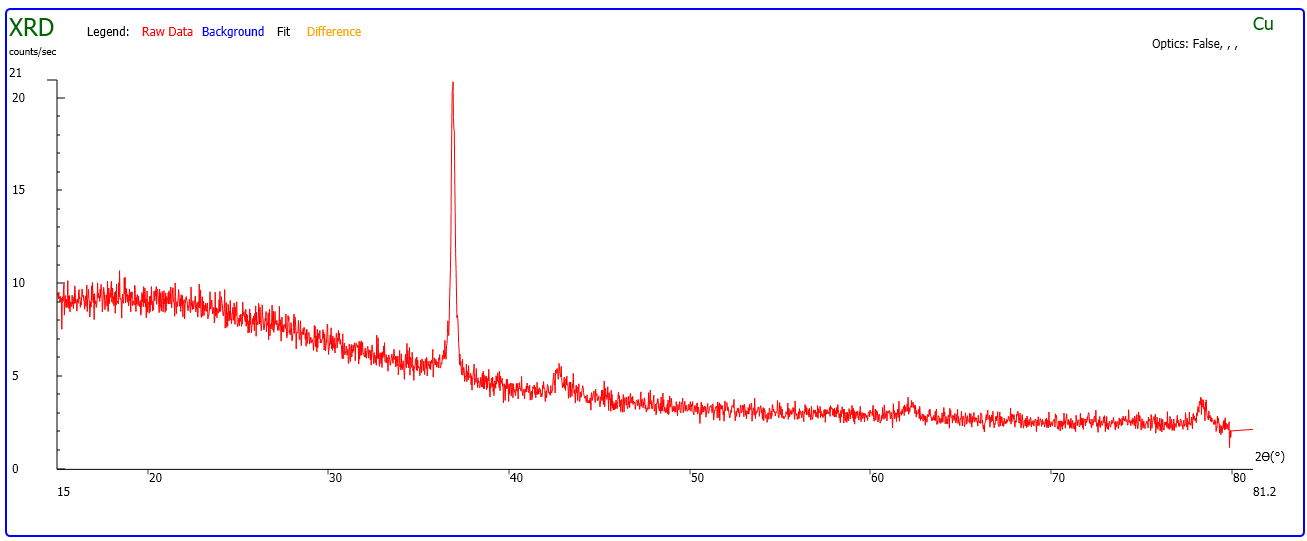 XRD
Legend: Raw Data Background Fit Difference
Cu
counts/sec
Optics: False, , ,
21
20
15
10
5
0
2Θ(°)
20 30 40 50 60 70 80
15 81.2